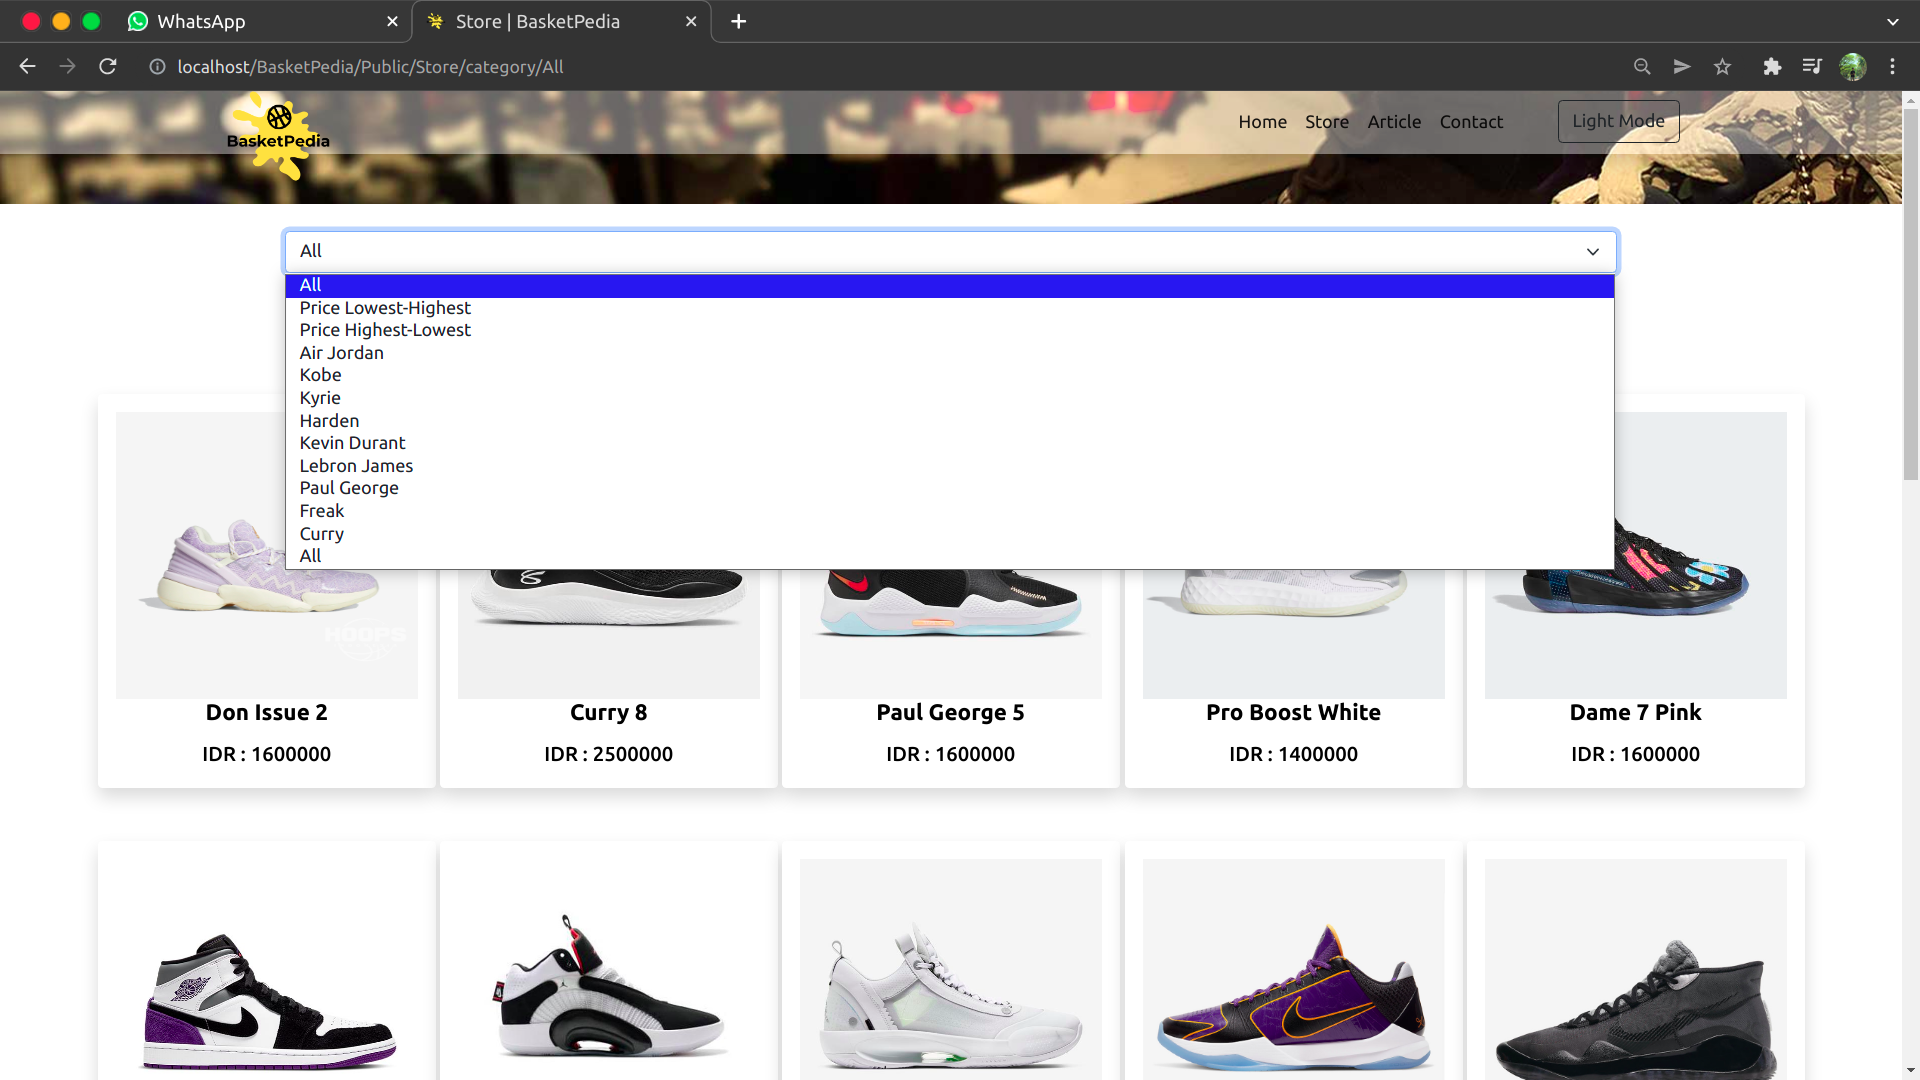 WhatsApp
Store | BasketPedia
localhost/BasketPedia/Public/Store/category/All
BasketPedia
Home
Store
Article
Contact
Light Mode
All
All
Price Lowest-Highest
Price Highest-Lowest
Air Jordan
Kobe
Kyrie
Harden
Kevin Durant
Lebron James
Paul George
Freak
Curry
All
HOOPS
Don Issue 2
IDR : 1600000
Curry 8
IDR : 2500000
Paul George 5
IDR : 1600000
Pro Boost White
IDR : 1400000
Dame 7 Pink
IDR : 1600000